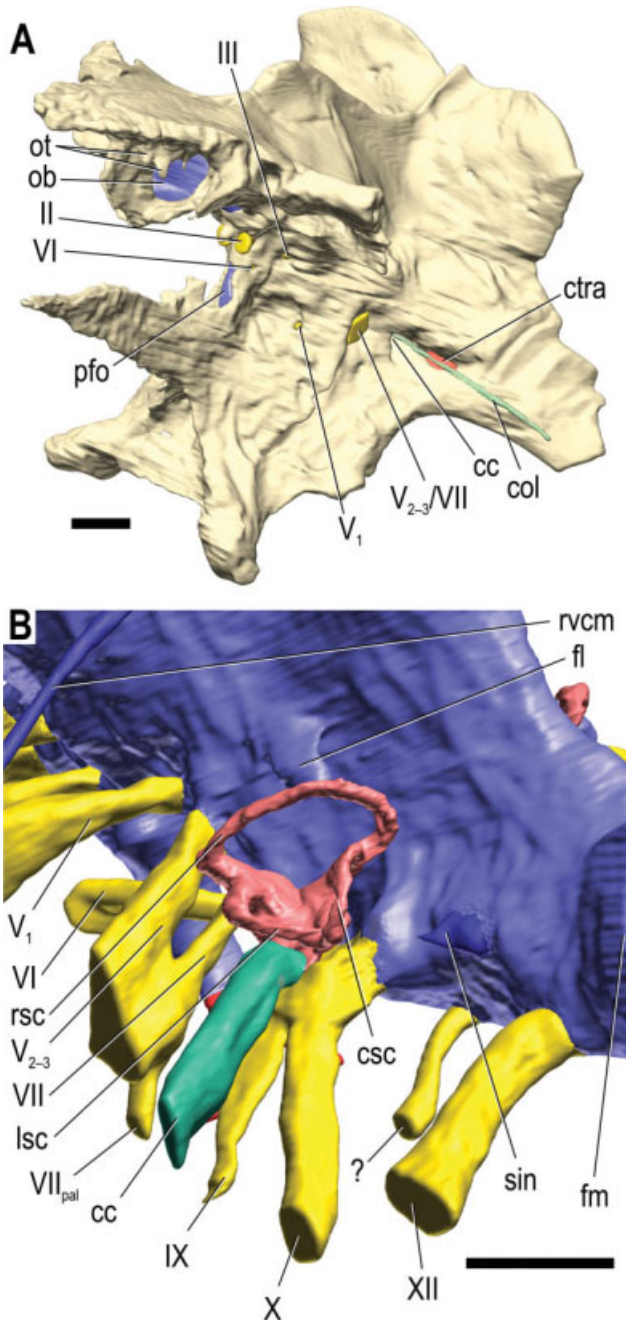 A
III
ot
ob
II
VI
pfo
ctra
cc
col
V2–3/VII
V1
B
rvcm
fl
V1
VI
rsc
V2–3
VII
lsc
VIIpal
cc
IX
X
csc
?
XII
sin
fm